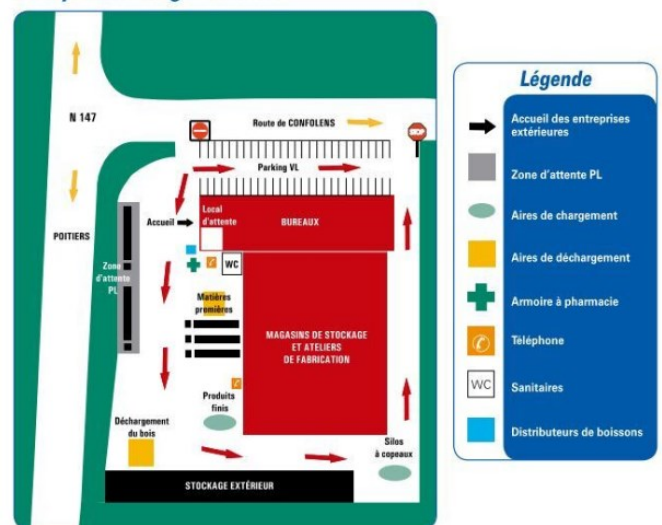 N 147
Route de CONFOLENS
STOP
Parking VL
Accueil
Local
d'attente
BUREAUX
POITIERS
Zone
d'attente
PL
WC
Matières
premières
MAGASINS DE STOCKAGE
ET ATELIERS
DE FABRICATION
Produits
finis
Déchargement
du bois
Silos
à copeaux
STOCKAGE EXTÉRIEUR
Légende
Accueil des entreprises
extérieures
Zone d'attente PL
Aires de chargement
Aires de déchargement
Armoire à pharmacie
Téléphone
WC
Sanitaires
Distributeurs de boissons